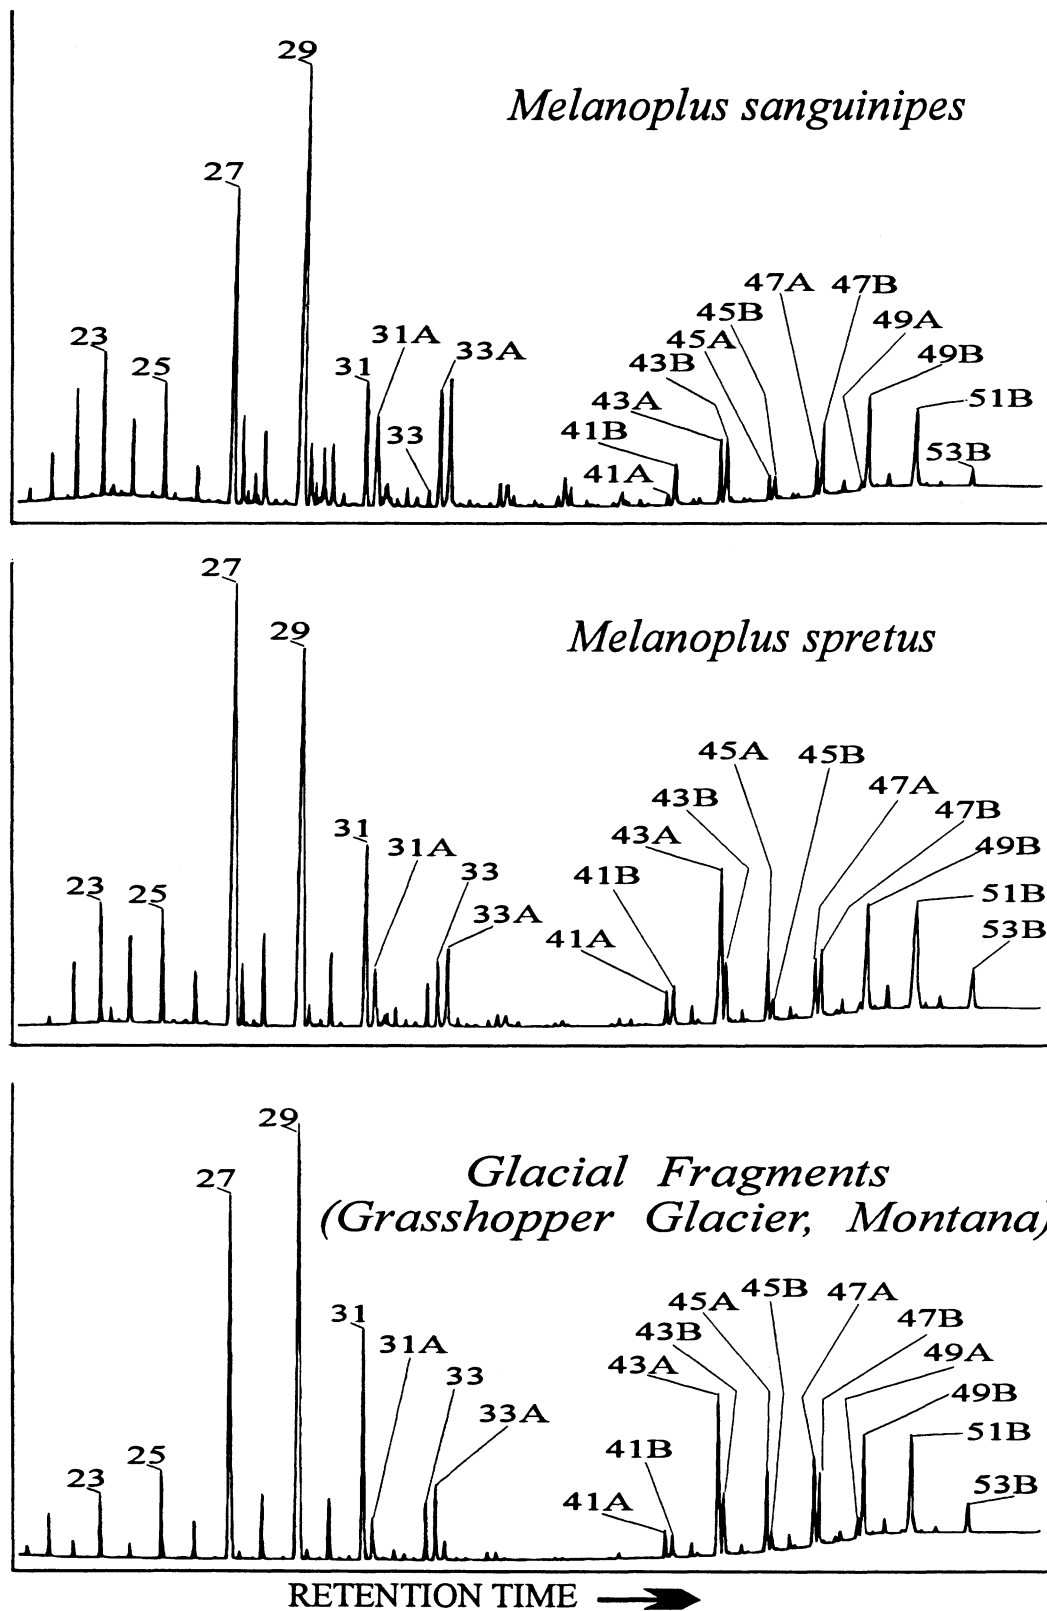 29
Melanoplus sanguinipes
27
47A 47B
45B 49A
23 31A 45A
33A 49B
25 31 43B
43A 51B
33 41B
41A 53B
27
29 Melanoplus spretus
45A 45B
47A
43B 47B
31 43A 49B
31A
23 33 41B
25 51B
33A 53B
41A
29
Glacial Fragments
27
(Grasshopper Glacier, Montana)
45B 47A
45A
31 43B 47B
31A 43A 49A
33 49B
33A 51B
25 41B
23 53B
41A
RETENTION TIME